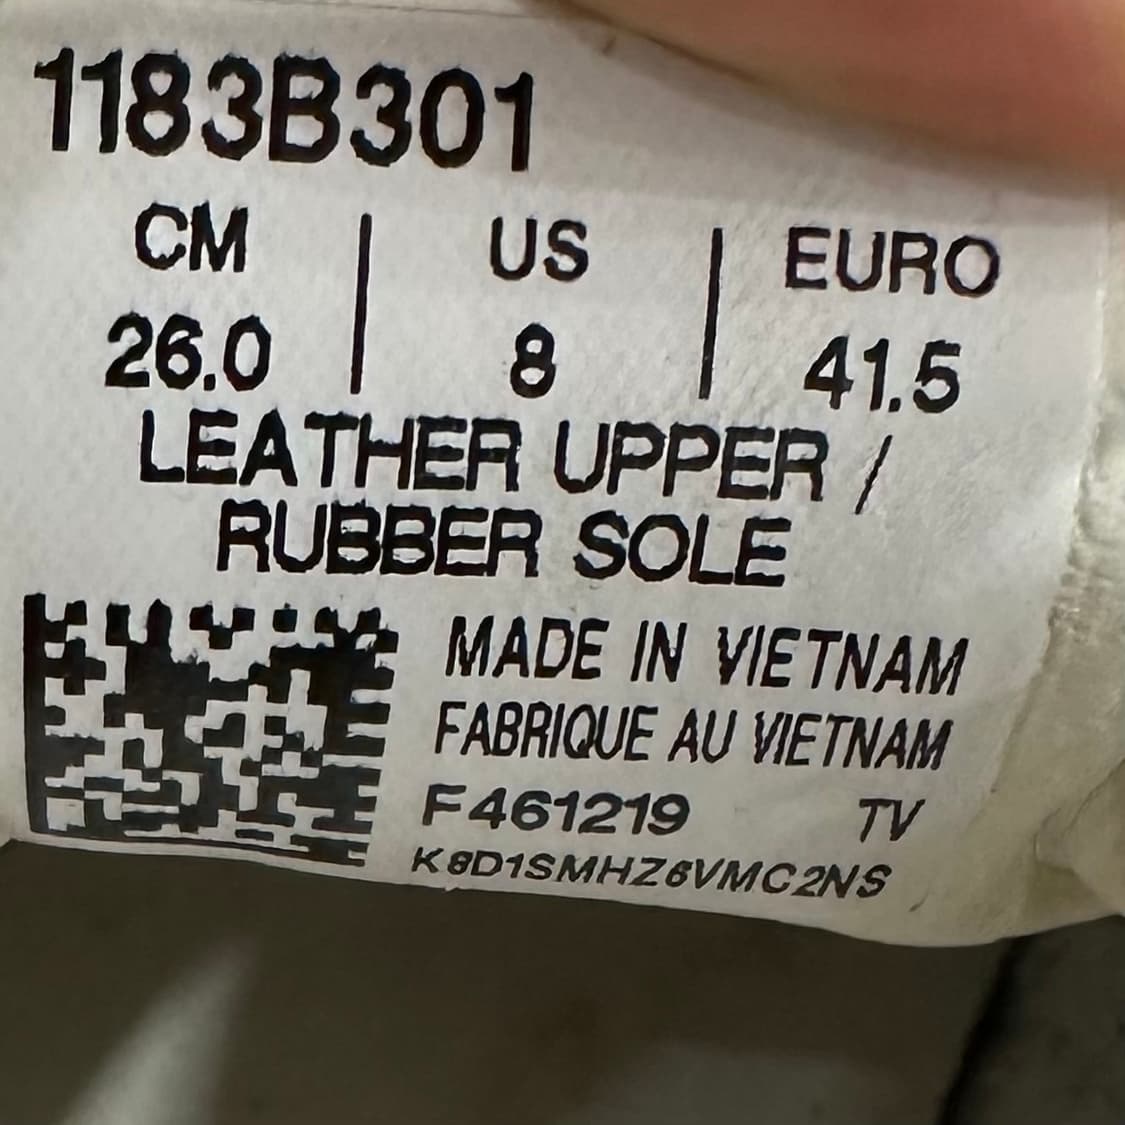 1183B301
CM | US | EURO
26.0 | 8 | 41.5
LEATHER UPPER /
RUBBER SOLE
MADE IN VIETNAM
FABRIQUE AU VIETNAM
F461219 TV
K8D1SMHZ6VMC2NS